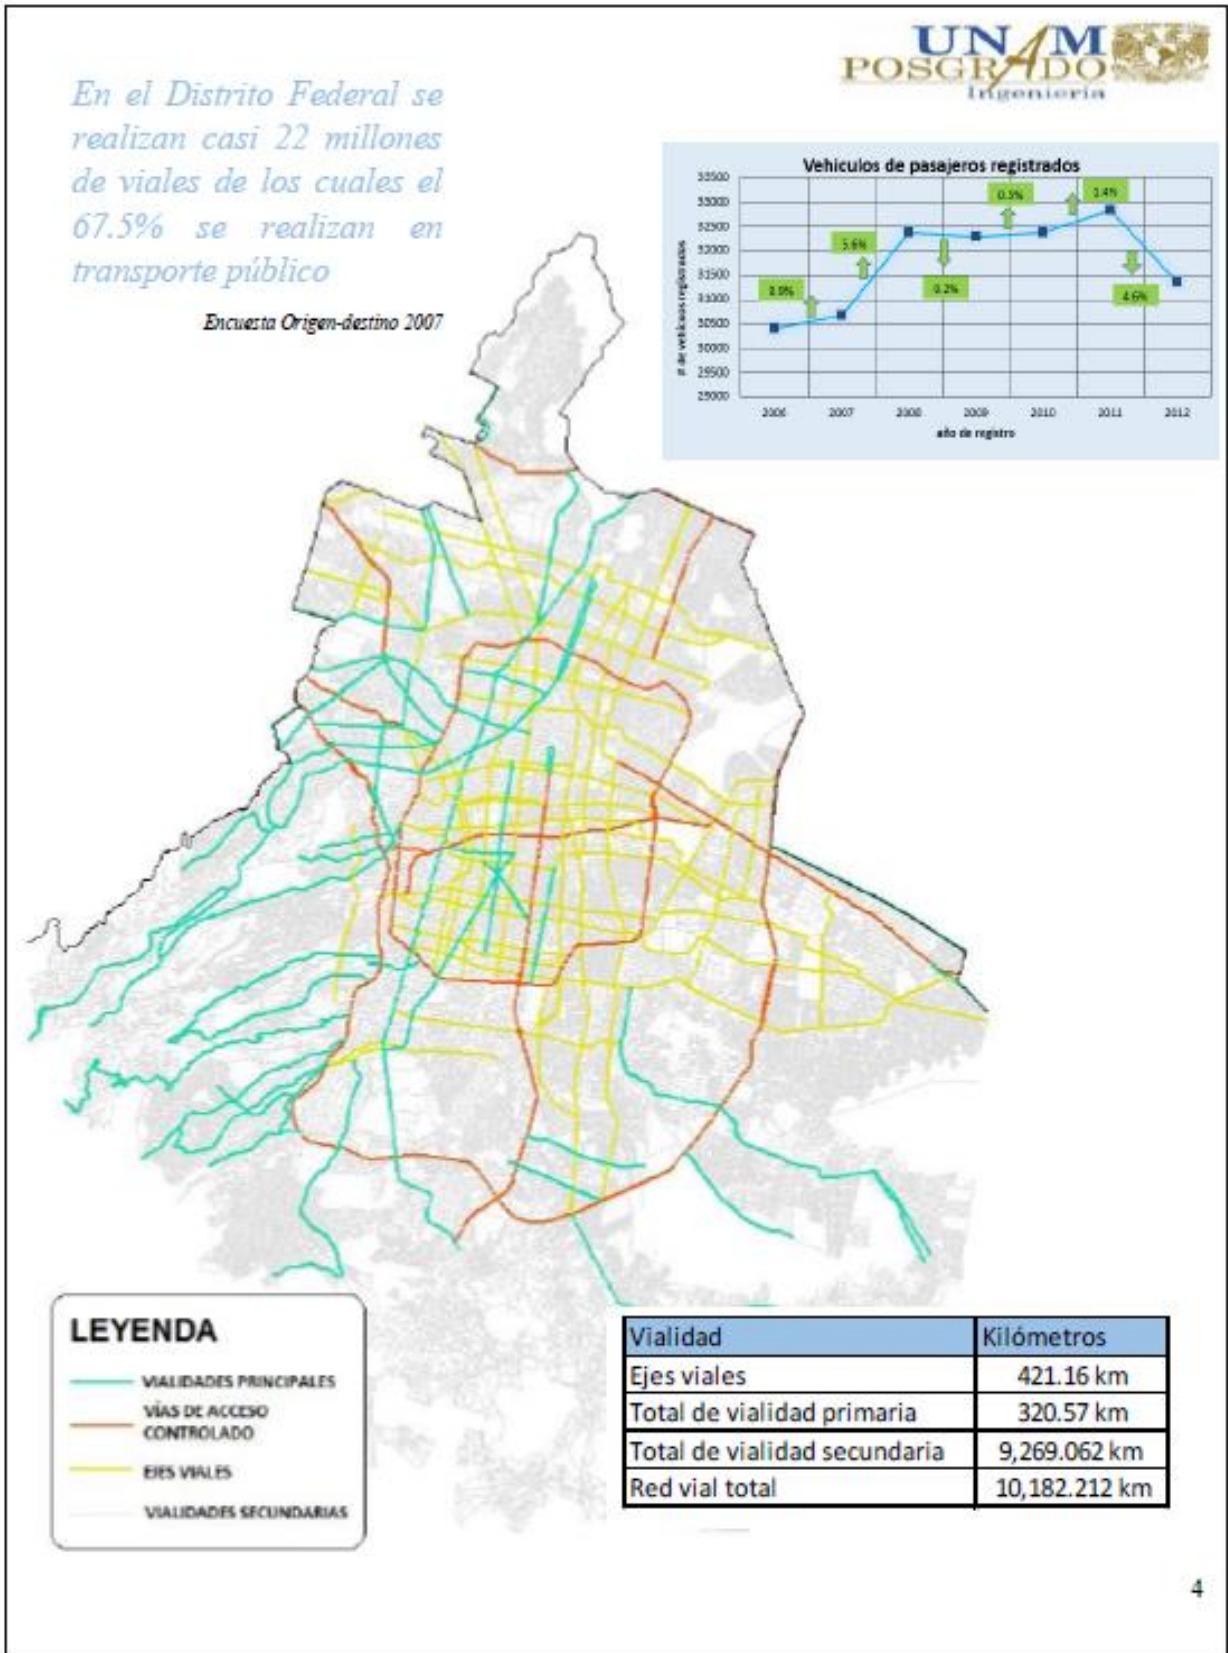 UNAM
POSGRADO
Ingeniería
En el Distrito Federal se
realizan casi 22 millones
de viales de los cuales el
67.5% se realizan en
transporte público
Encuesta Origen-destino 2007
Vehiculos de pasajeros registrados
33500
33000
32500
32000
31500
31000
30500
30000
29500
29000
# de vehículos registrados
5.6%
0.2%
1.4%
4.6%
2006
2007
2008
2009
2010
2011
2012
año de registro
LEYENDA
VIALIDADES PRINCIPALES
VÍAS DE ACCESO
CONTROLADO
EJES VIALES
VIALIDADES SECUNDARIAS
Vialidad Kilómetros
Ejes viales 421.16 km
Total de vialidad primaria 320.57 km
Total de vialidad secundaria 9,269.062 km
Red vial total 10,182.212 km
4